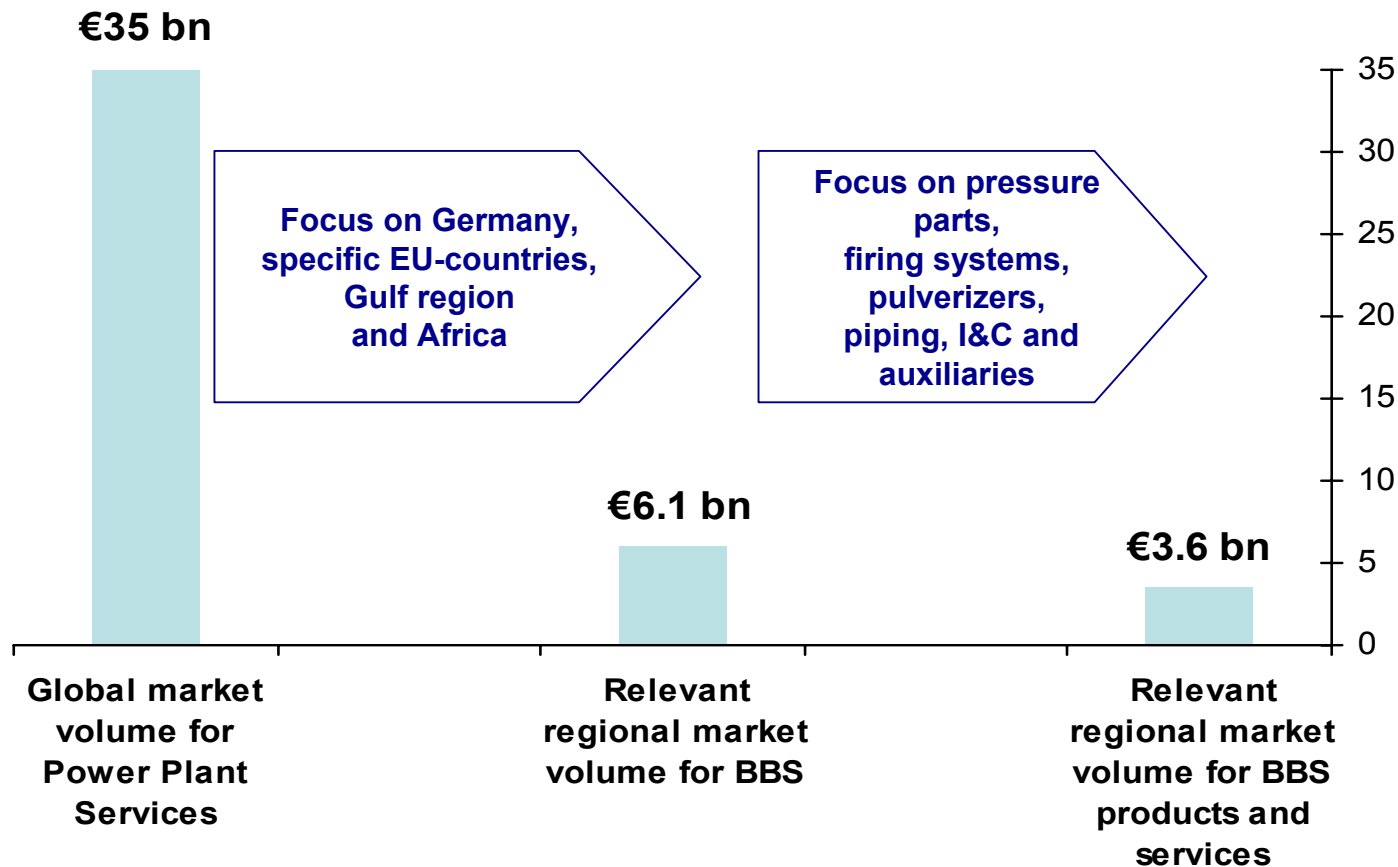 €35 bn
Focus on Germany,
specific EU-countries,
Gulf region
and Africa
Focus on pressure
parts,
firing systems,
pulverizers,
piping, I&C and
auxiliaries
€6.1 bn
€3.6 bn
35
30
25
20
15
10
5
0
Global market
volume for
Power Plant
Services
Relevant
regional market
volume for BBS
Relevant
regional market
volume for BBS
products and
services